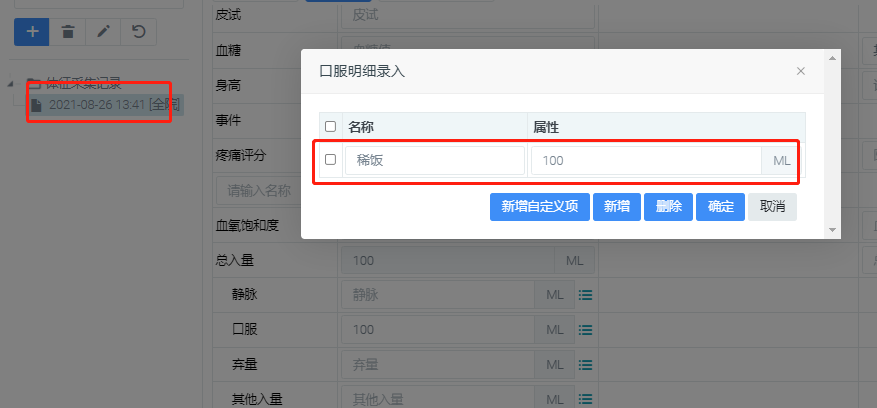 皮试 皮试
血糖 血糖值
身高
事件
疼痛评分
请输入名称
血氧饱和度
总入量 100 ML
静脉 静脉 ML
口服 100 ML
弃量 弃量 ML
其他入量 其他入量 ML
体征采集记录
2021-08-26 13:41 [全院]
口服明细录入 ×
名称 属性
稀饭 100 ML
新增自定义项 新增 删除 确定 取消